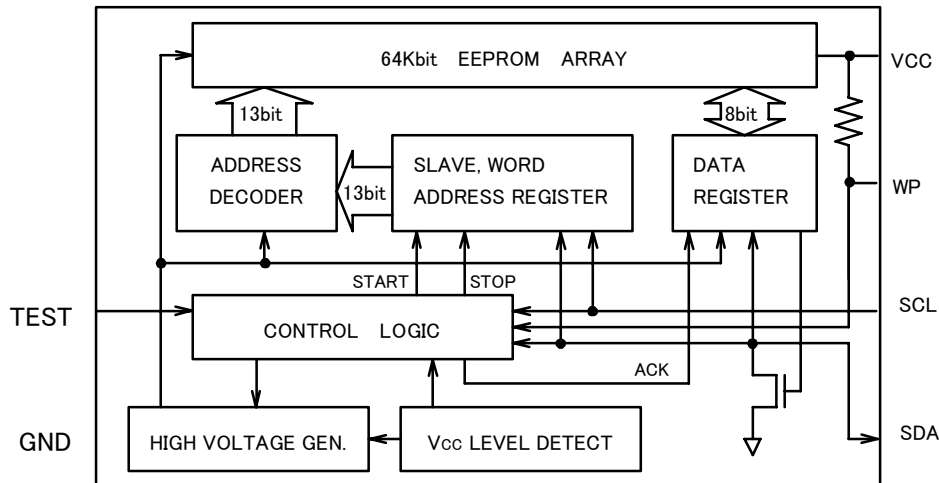 64Kbit EEPROM ARRAY
VCC
13bit
8bit
ADDRESS
DECODER
13bit
SLAVE, WORD
ADDRESS REGISTER
DATA
REGISTER
WP
START
STOP
TEST
CONTROL LOGIC
SCL
ACK
GND
HIGH VOLTAGE GEN.
Vcc LEVEL DETECT
SDA